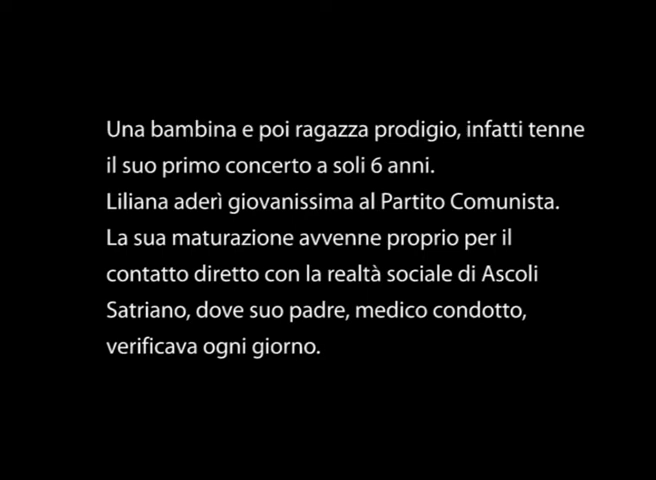 Una bambina e poi ragazza prodigio, infatti tenne
il suo primo concerto a soli 6 anni.
Liliana aderì giovanissima al Partito Comunista.
La sua maturazione avvenne proprio per il
contatto diretto con la realtà sociale di Ascoli
Satriano, dove suo padre, medico condotto,
verificava ogni giorno.